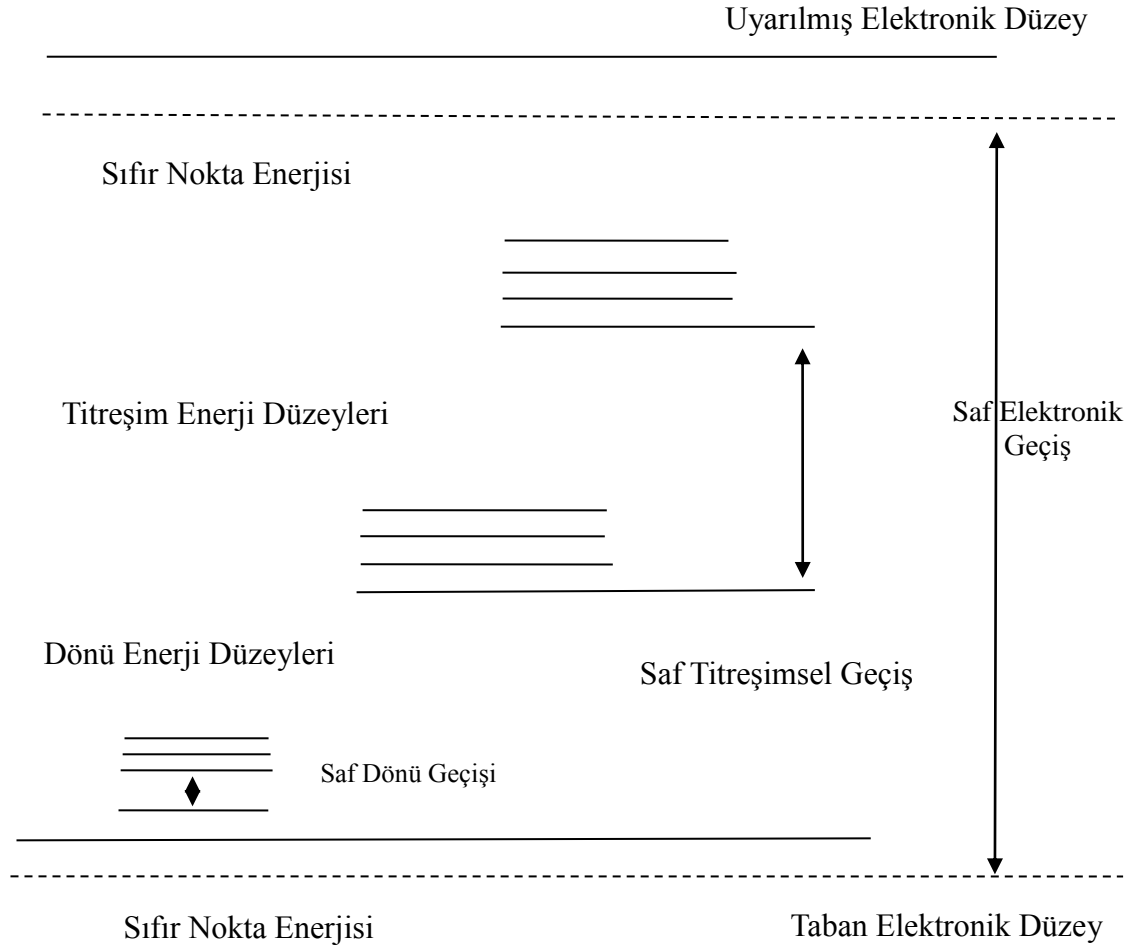 Uyarılmış Elektronik Düzey
Sıfır Nokta Enerjisi
Titreşim Enerji Düzeyleri
Saf Elektronik
Geçiş
Dönü Enerji Düzeyleri
Saf Titreşimsel Geçiş
Saf Dönü Geçişi
Sıfır Nokta Enerjisi
Taban Elektronik Düzey